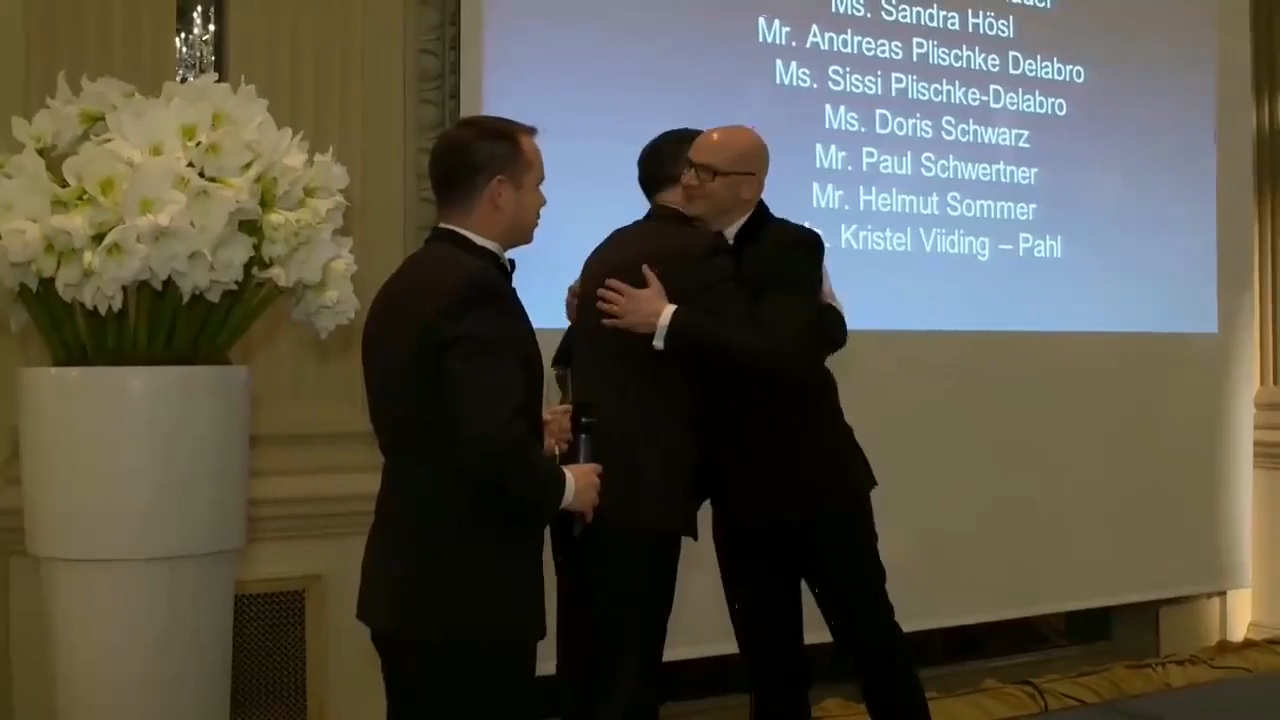 Ms. Sandra Hösl
Mr. Andreas Plischke Delabro
Ms. Sissi Plischke-Delabro
Ms. Doris Schwarz
Mr. Paul Schwertner
Mr. Helmut Sommer
Kristel Viiding – Pahl